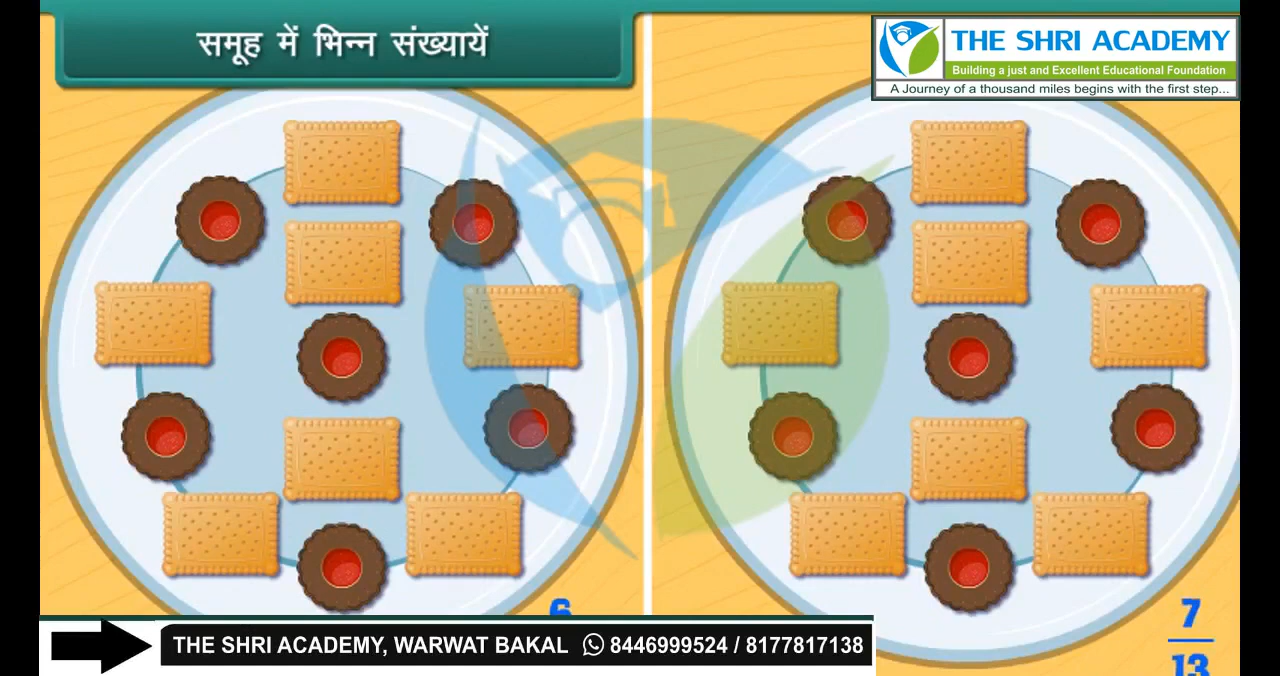 समूह में भिन्न संख्यायें
THE SHRI ACADEMY
Building a just and Excellent Educational Foundation
A Journey of a thousand miles begins with the first step...
6
7
13
THE SHRI ACADEMY, WARWAT BAKAL 8446999524 / 8177817138